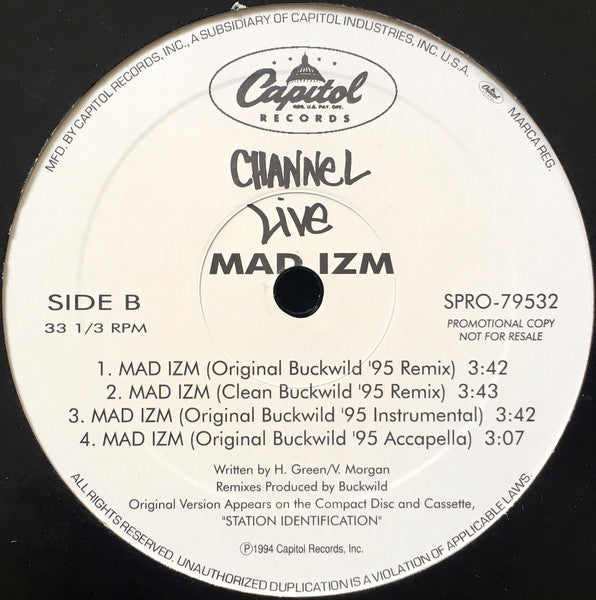 MFD. BY CAPITOL RECORDS, INC., A SUBSIDIARY OF CAPITOL INDUSTRIES, INC. U.S.A.
MARCA REG.
Capitol
REG. U.S. PAT. OFF.
RECORDS
CHANNEL
Live
MAD IZM
SIDE B
33 1/3 RPM
SPRO-79532
PROMOTIONAL COPY
NOT FOR RESALE
1. MAD IZM (Original Buckwild '95 Remix) 3:42
2. MAD IZM (Clean Buckwild '95 Remix) 3:43
3. MAD IZM (Original Buckwild '95 Instrumental) 3:42
4. MAD IZM (Original Buckwild '95 Accapella) 3:07
Written by H. Green/V. Morgan
Remixes Produced by Buckwild
Original Version Appears on the Compact Disc and Cassette,
"STATION IDENTIFICATION"
Ⓟ1994 Capitol Records, Inc.
ALL RIGHTS RESERVED. UNAUTHORIZED DUPLICATION IS A VIOLATION OF APPLICABLE LAWS